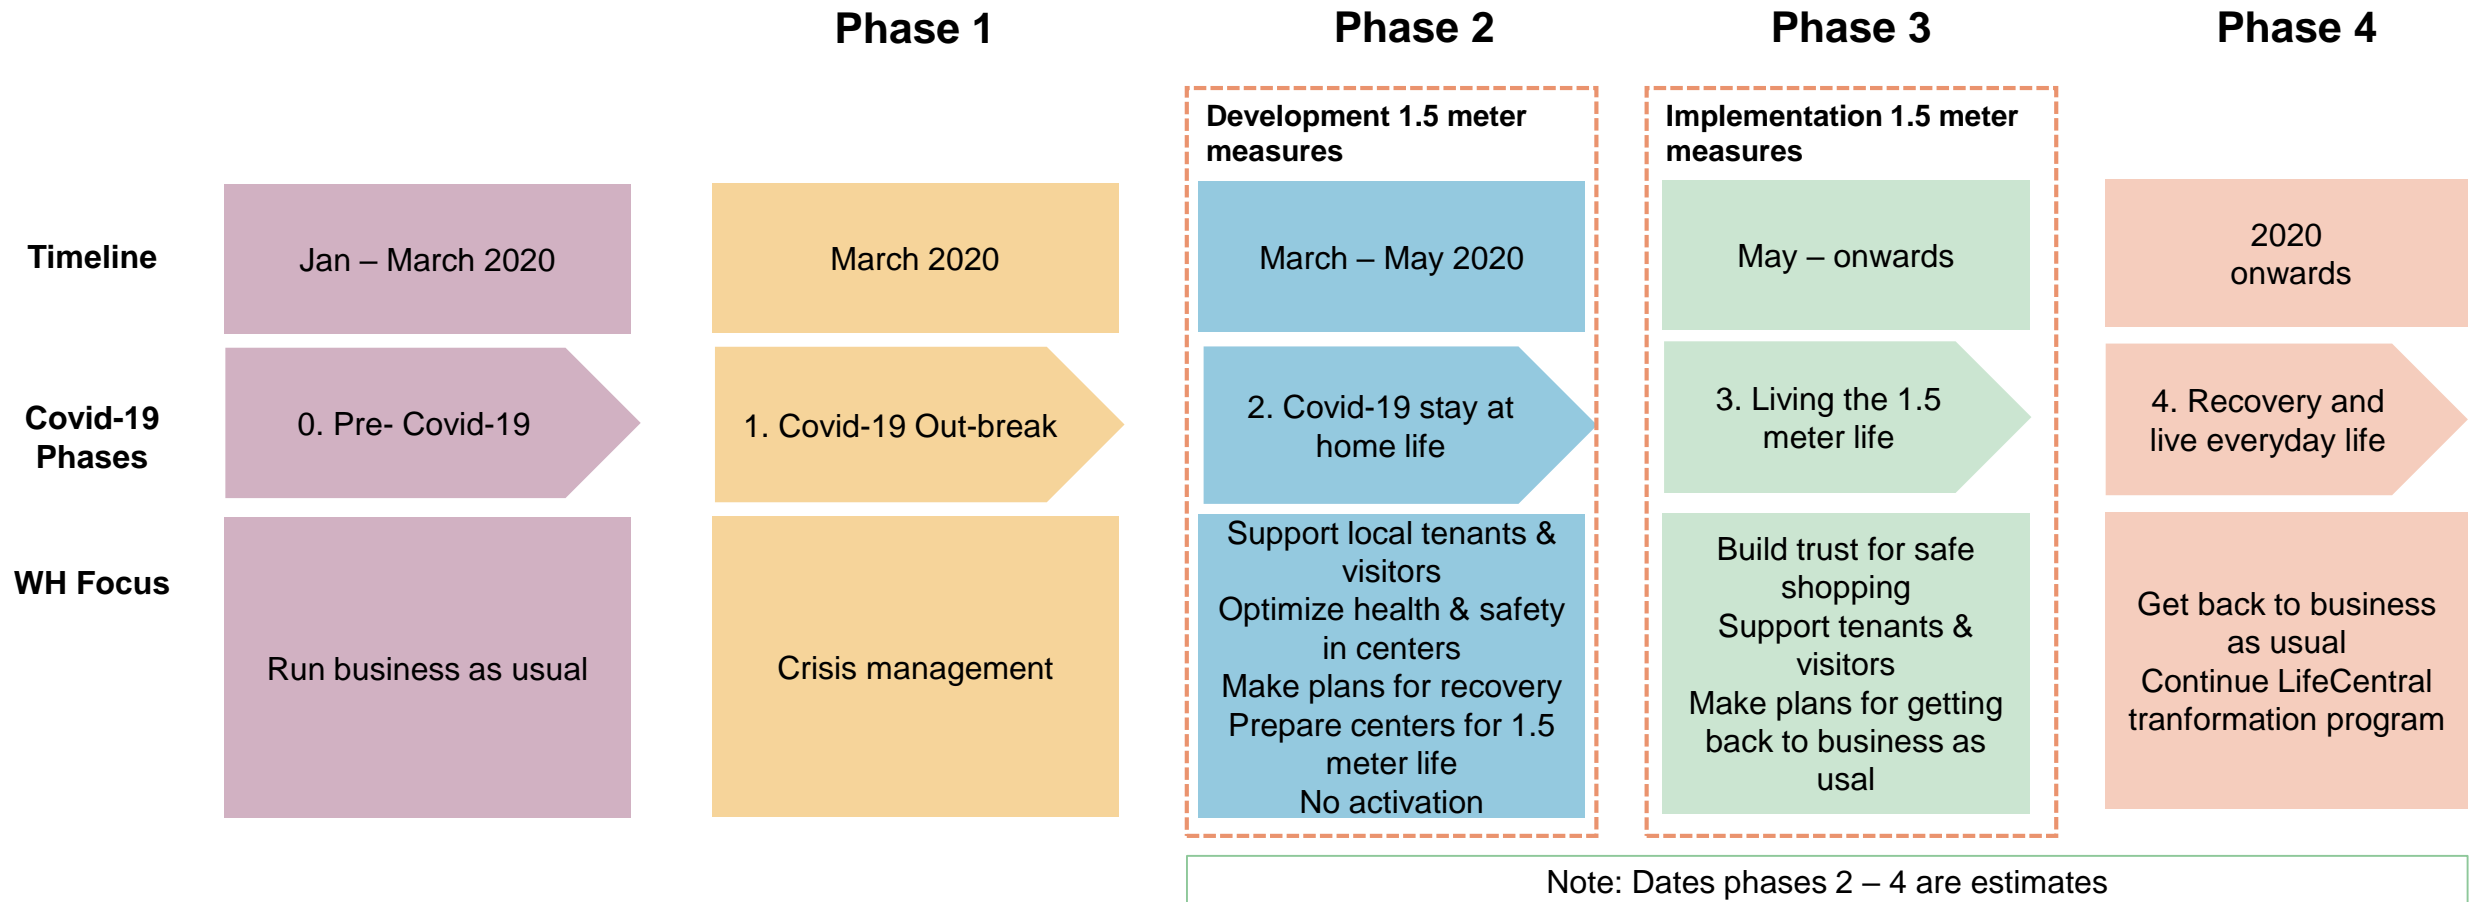 Phase 1
Phase 2
Phase 3
Phase 4
Development 1.5 meter
measures
Implementation 1.5 meter
measures
Timeline
Jan – March 2020
March 2020
March – May 2020
May – onwards
2020
onwards
Covid-19
Phases
0. Pre- Covid-19
1. Covid-19 Out-break
2. Covid-19 stay at
home life
3. Living the 1.5
meter life
4. Recovery and
live everyday life
WH Focus
Run business as usual
Crisis management
Support local tenants &
visitors
Optimize health & safety
in centers
Make plans for recovery
Prepare centers for 1.5
meter life
No activation
Build trust for safe
shopping
Support tenants &
visitors
Make plans for getting
back to business as
usal
Get back to business
as usual
Continue LifeCentral
tranformation program
Note: Dates phases 2 – 4 are estimates